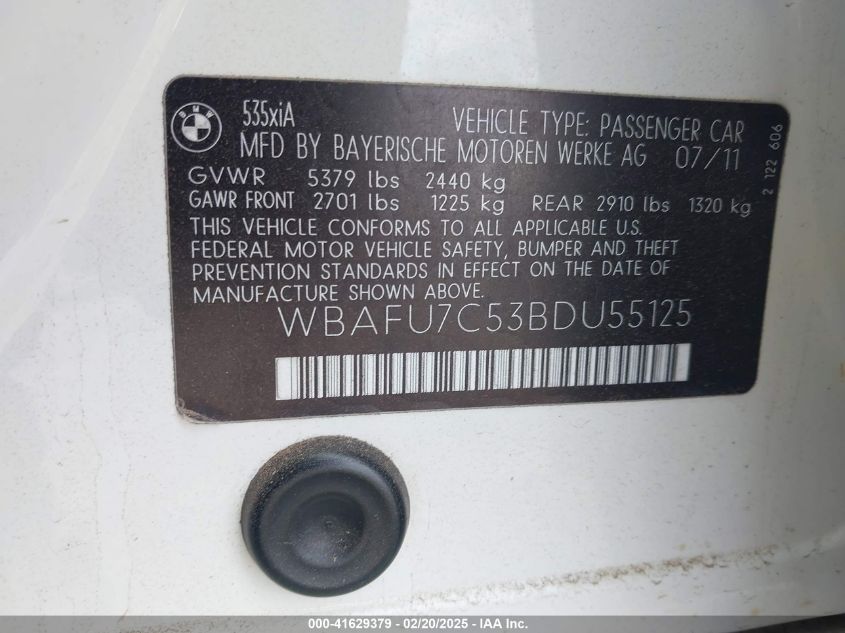 BMW
535xiA
VEHICLE TYPE: PASSENGER CAR
MFD BY BAYERISCHE MOTOREN WERKE AG 07/11
GVWR 5379 lbs 2440 kg
GAWR FRONT 2701 lbs 1225 kg REAR 2910 lbs 1320 kg
THIS VEHICLE CONFORMS TO ALL APPLICABLE U.S.
FEDERAL MOTOR VEHICLE SAFETY, BUMPER AND THEFT
PREVENTION STANDARDS IN EFFECT ON THE DATE OF
MANUFACTURE SHOWN ABOVE.
WBAFU7C53BDU55125
2 122 606
000-41629379 - 02/20/2025 - IAA Inc.